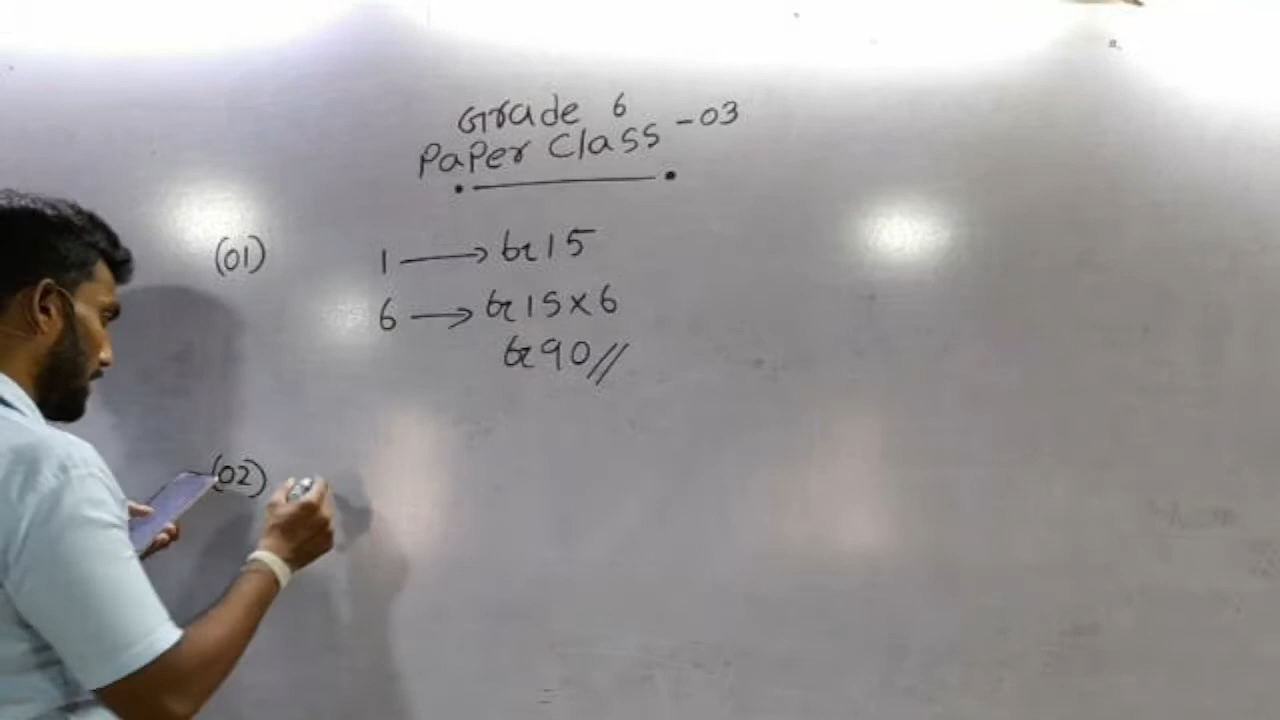 Grade 6
Paper Class - 03
(01) 1 → 15
6 → 15 × 6
90//
(02)